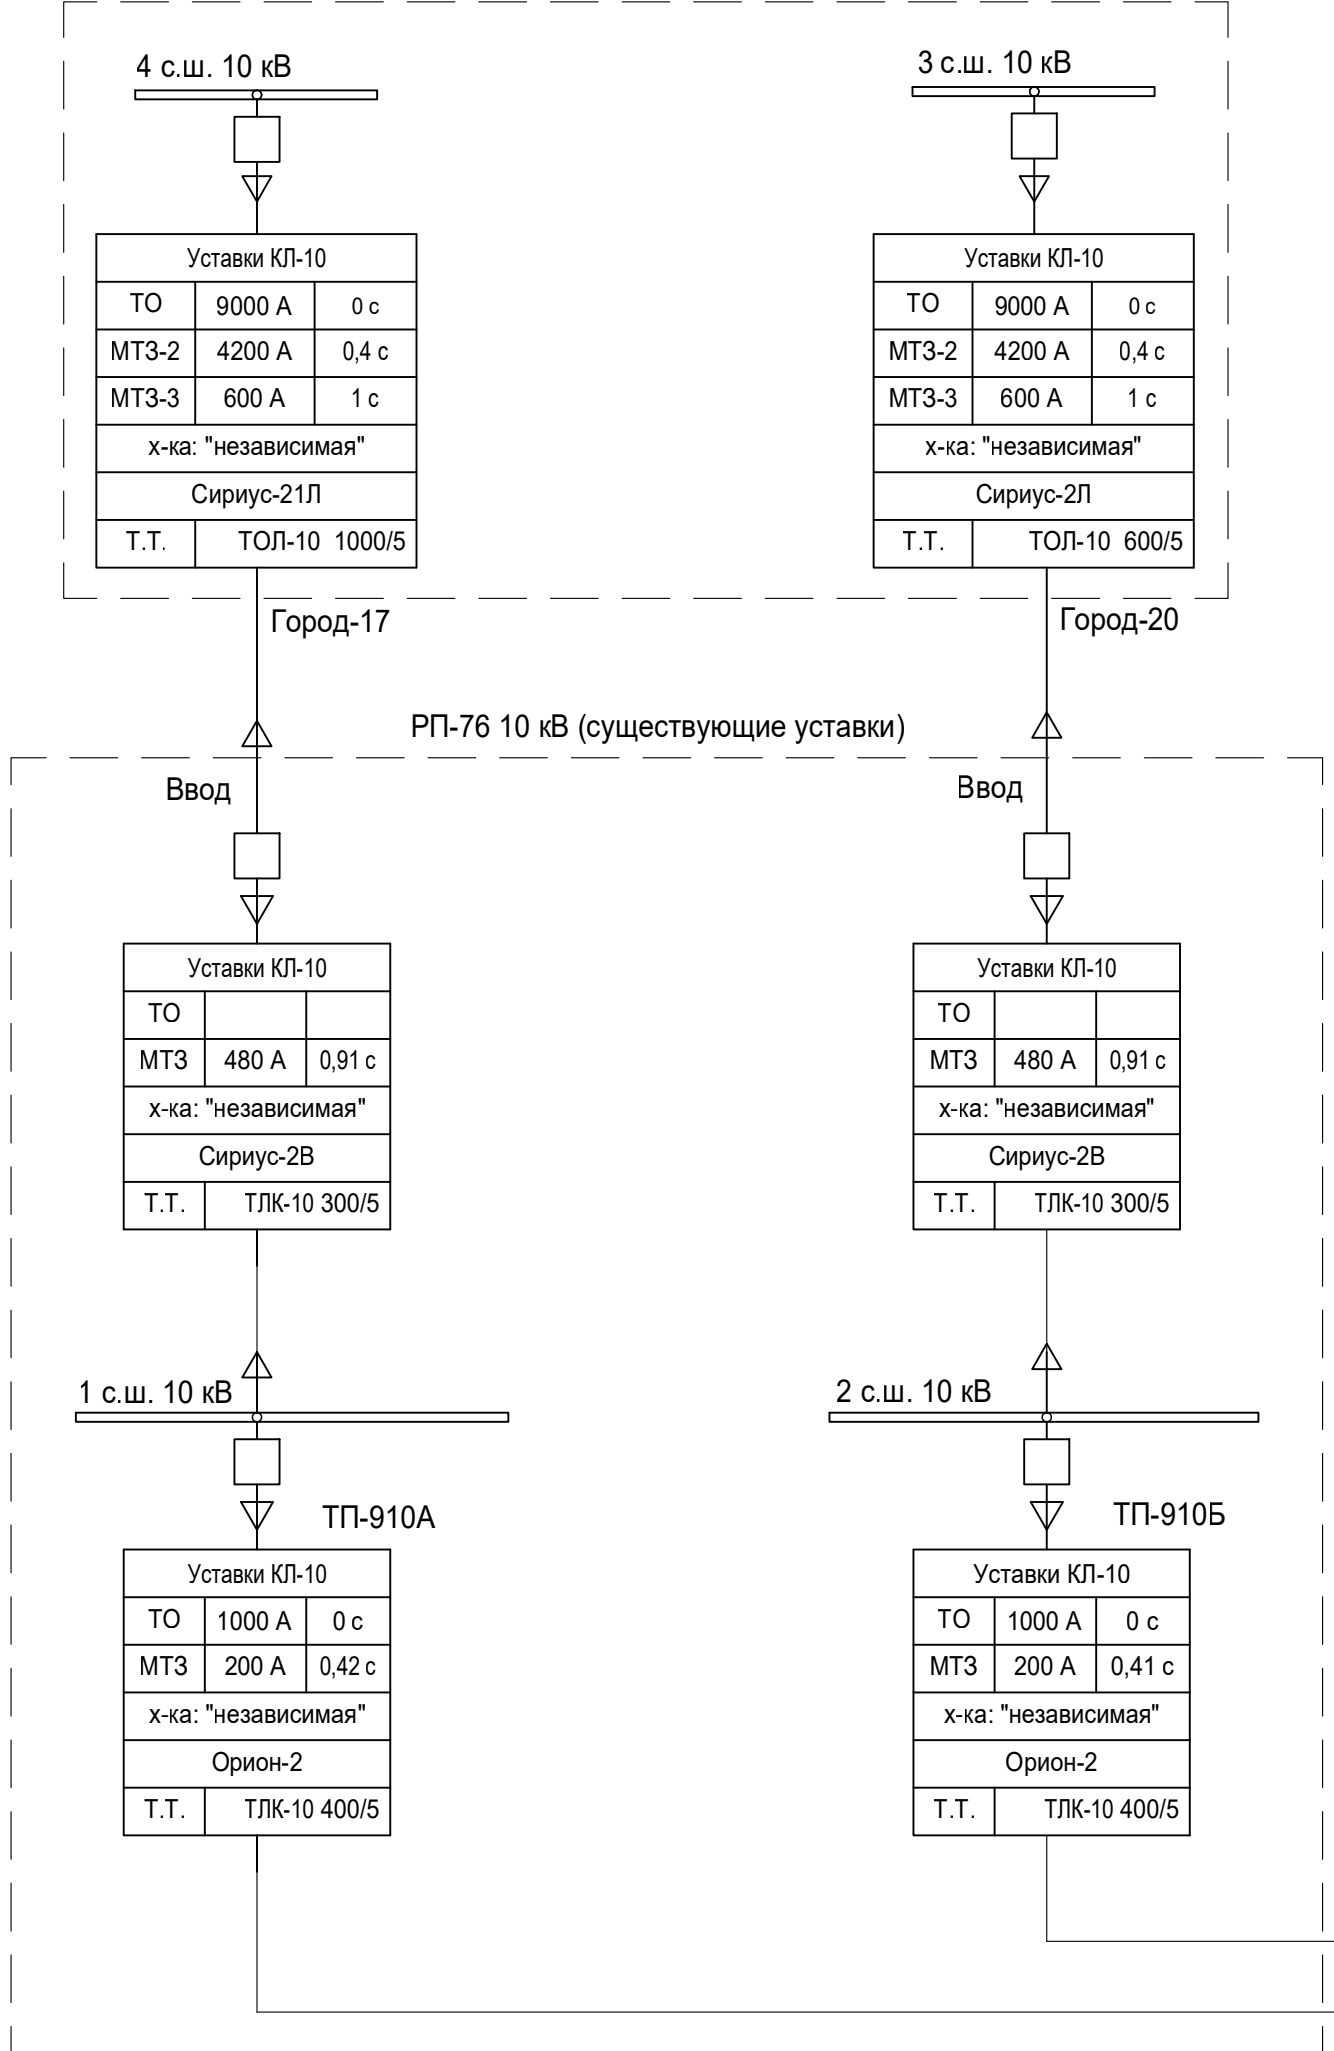 4 с.ш. 10 кВ
3 с.ш. 10 кВ
Уставки КЛ-10
ТО 9000 А 0 с
МТЗ-2 4200 А 0,4 с
МТЗ-3 600 А 1 с
х-ка: "независимая"
Сириус-21Л
Т.Т. ТОЛ-10 1000/5
Уставки КЛ-10
ТО 9000 А 0 с
МТЗ-2 4200 А 0,4 с
МТЗ-3 600 А 1 с
х-ка: "независимая"
Сириус-2Л
Т.Т. ТОЛ-10 600/5
Город-17
Город-20
РП-76 10 кВ (существующие уставки)
Ввод
Ввод
Уставки КЛ-10
ТО
МТЗ 480 А 0,91 с
х-ка: "независимая"
Сириус-2В
Т.Т. ТЛК-10 300/5
Уставки КЛ-10
ТО
МТЗ 480 А 0,91 с
х-ка: "независимая"
Сириус-2В
Т.Т. ТЛК-10 300/5
1 с.ш. 10 кВ
2 с.ш. 10 кВ
ТП-910А
ТП-910Б
Уставки КЛ-10
ТО 1000 А 0 с
МТЗ 200 А 0,42 с
х-ка: "независимая"
Орион-2
Т.Т. ТЛК-10 400/5
Уставки КЛ-10
ТО 1000 А 0 с
МТЗ 200 А 0,41 с
х-ка: "независимая"
Орион-2
Т.Т. ТЛК-10 400/5